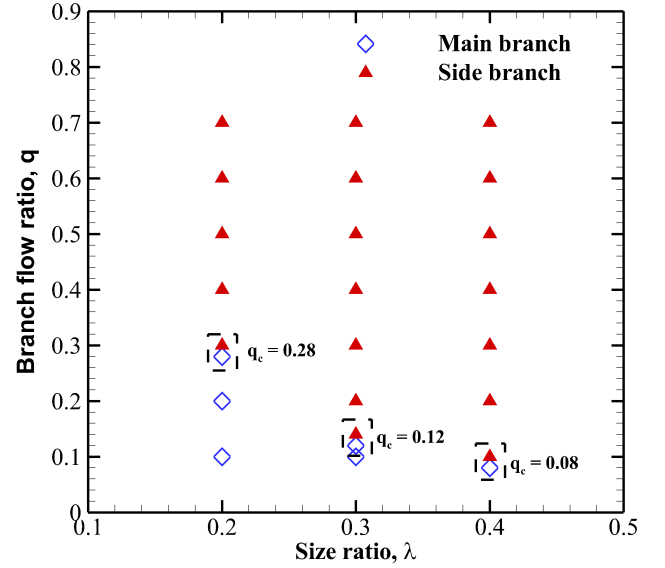 0.9
0.8
0.7
0.6
0.5
0.4
0.3
0.2
0.1
0.0
Branch flow ratio, q
Main branch
Side branch
q_c = 0.28
q_c = 0.12
q_c = 0.08
0.1 0.2 0.3 0.4 0.5
Size ratio, λ